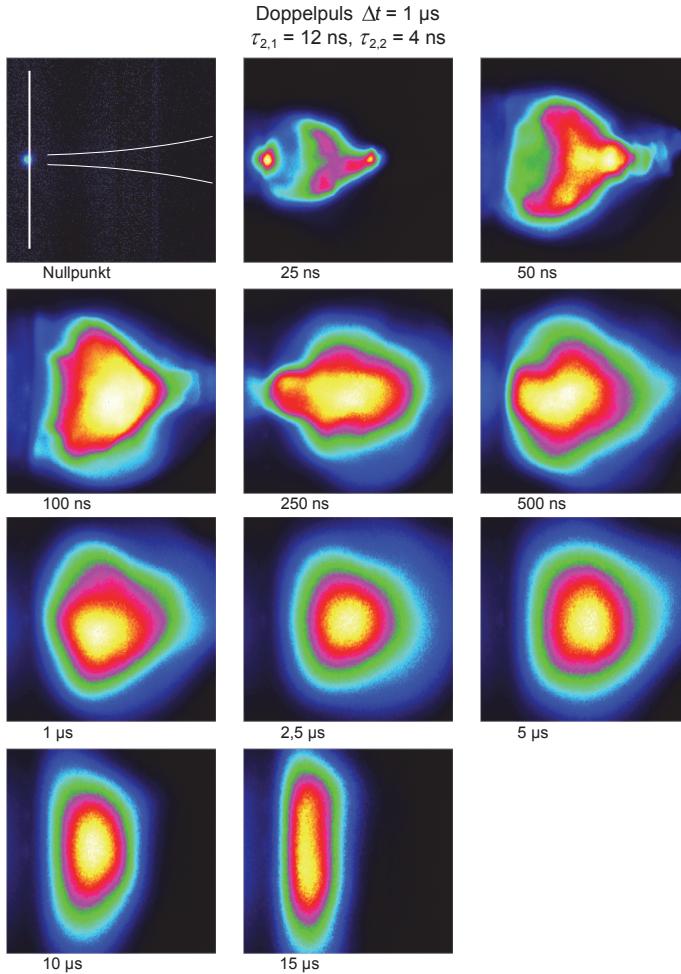 Doppelpuls Δt = 1 µs
τ2,1 = 12 ns, τ2,2 = 4 ns
Nullpunkt
25 ns
50 ns
100 ns
250 ns
500 ns
1 µs
2,5 µs
5 µs
10 µs
15 µs